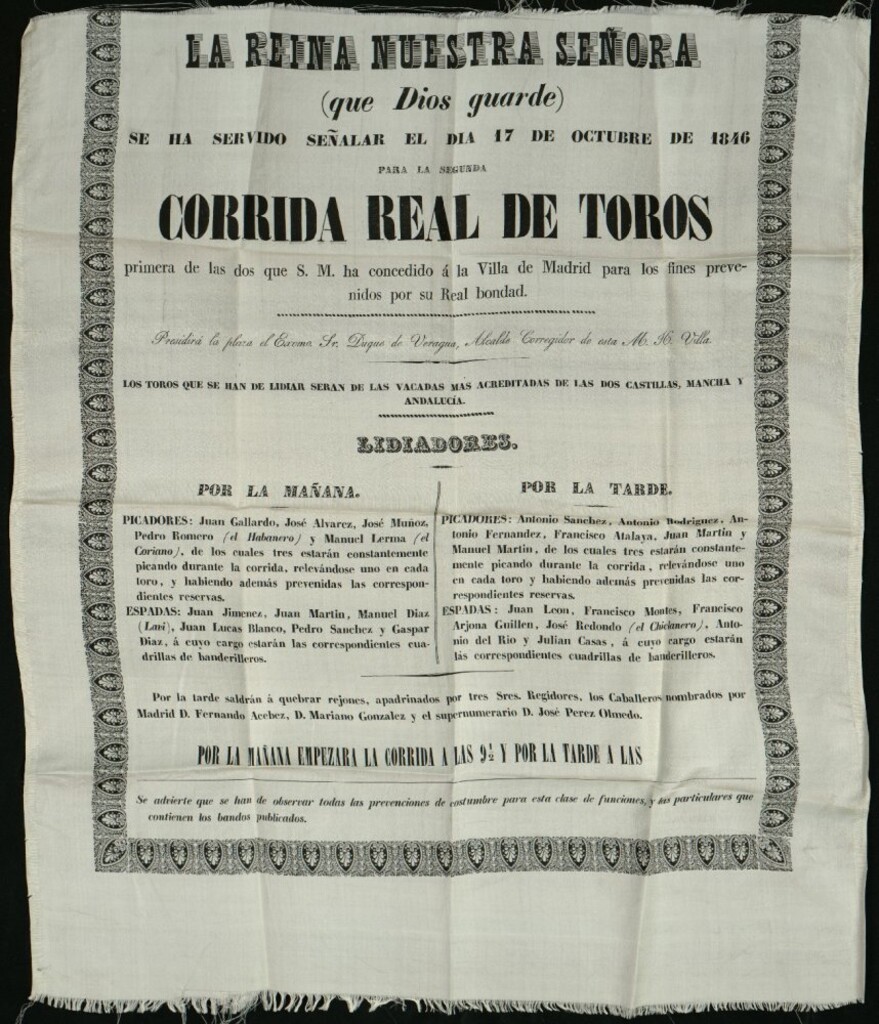 LA REINA NUESTRA SEÑORA
(que Dios guarde)
SE HA SERVIDO SEÑALAR EL DIA 17 DE OCTUBRE DE 1846
PARA LA SEGUNDA
CORRIDA REAL DE TOROS
primera de las dos que S. M. ha concedido á la Villa de Madrid para los fines preve-
nidos por su Real bondad.
Presidirá la plaza el Excmo. Sr. Duque de Veragua, Alcalde Corregidor de esta M. H. Villa.
LOS TOROS QUE SE HAN DE LIDIAR SERAN DE LAS VACADAS MAS ACREDITADAS DE LAS DOS CASTILLAS, MANCHA Y
ANDALUCÍA.
LIDIADORES.
POR LA MAÑANA.
PICADORES: Juan Gallardo, José Alvarez, José Muñoz,
Pedro Romero (el Habanero) y Manuel Lerma (el
Coriano), de los cuales tres estarán constantemente
picando durante la corrida, relevándose uno en cada
toro, y habiendo además prevenidas las correspon-
dientes reservas.
ESPADAS: Juan Jimenez, Juan Martin, Manuel Diaz
(Lavi), Juan Lucas Blanco, Pedro Sanchez y Gaspar
Diaz, á cuyo cargo estarán las correspondientes cua-
drillas de banderilleros.
POR LA TARDE.
PICADORES: Antonio Sanchez, Antonio Rodriguez, An-
tonio Fernandez, Francisco Atalaya, Juan Martin y
Manuel Martin, de los cuales tres estarán constante-
mente picando durante la corrida, relevándose uno
en cada toro y habiendo además prevenidas las cor-
respondientes reservas.
ESPADAS: Juan Leon, Francisco Montes, Francisco
Arjona Guillen, José Redondo (el Chiclanero), Anto-
nio del Rio y Julian Casas, á cuyo cargo estarán
las correspondientes cuadrillas de banderilleros.
Por la tarde saldrán á quebrar rejones, apadrinados por tres Sres. Regidores, los Caballeros nombrados por
Madrid D. Fernando Acebez, D. Mariano Gonzalez y el supernumerario D. José Perez Olmedo.
POR LA MAÑANA EMPEZARA LA CORRIDA A LAS 9½ Y POR LA TARDE A LAS
Se advierte que se han de observar todas las prevenciones de costumbre para esta clase de funciones, y las particulares que
contienen los bandos publicados.